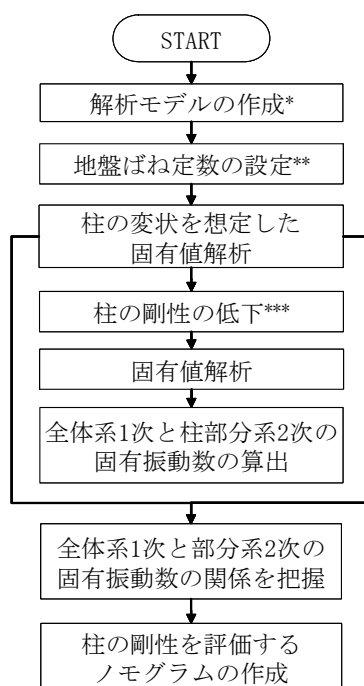 START
解析モデルの作成*
地盤ばね定数の設定**
柱の変状を想定した
固有値解析
柱の剛性の低下***
固有値解析
全体系1次と柱部分系2次の
固有振動数の算出
全体系1次と部分系2次の
固有振動数の関係を把握
柱の剛性を評価する
ノモグラムの作成